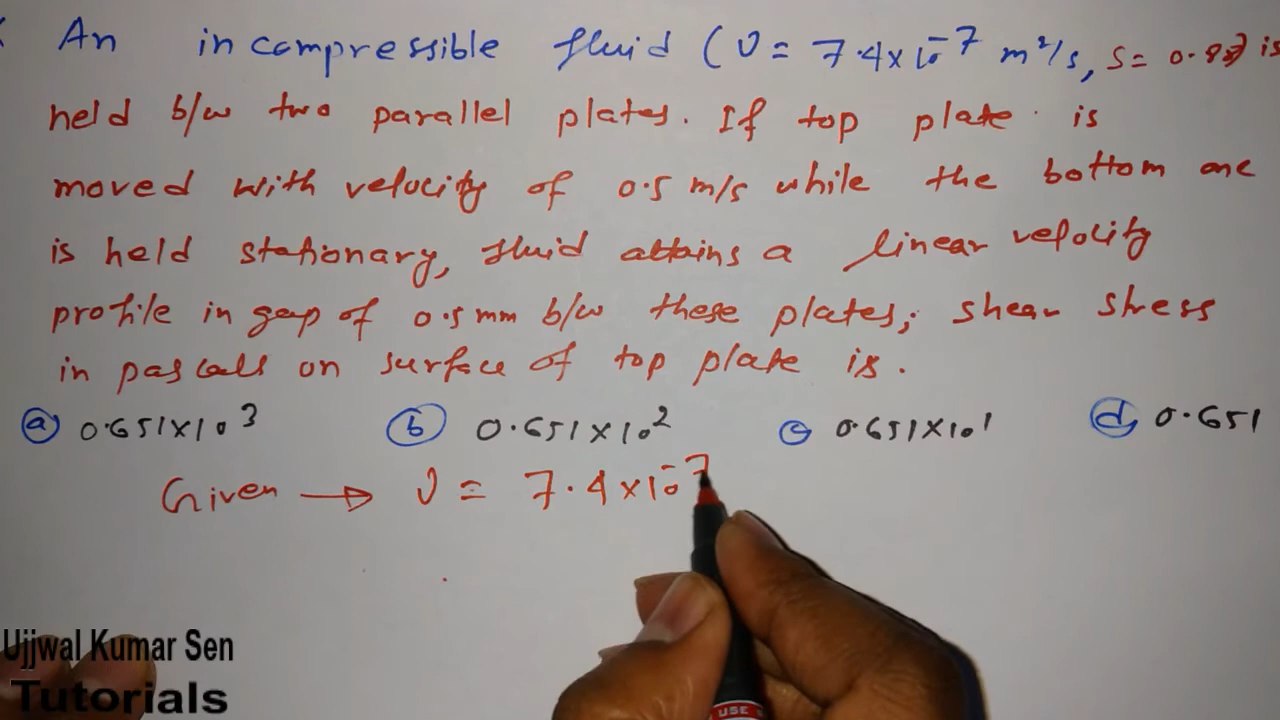 An incompressible fluid (ν = 7.4×10⁻⁷ m²/s, S= 0.88) is
held b/w two parallel plates. If top plate is
moved with velocity of 0.5 m/s while the bottom one
is held stationary, fluid attains a linear velocity
profile in gap of 0.5 mm b/w these plates; shear stress
in pascals on surface of top plate is.
(a) 0.651×10³ (b) 0.651×10² (c) 0.651×10¹ (d) 0.651
Given → ν = 7.4×10⁻⁷
Ujjwal Kumar Sen
Tutorials
USE